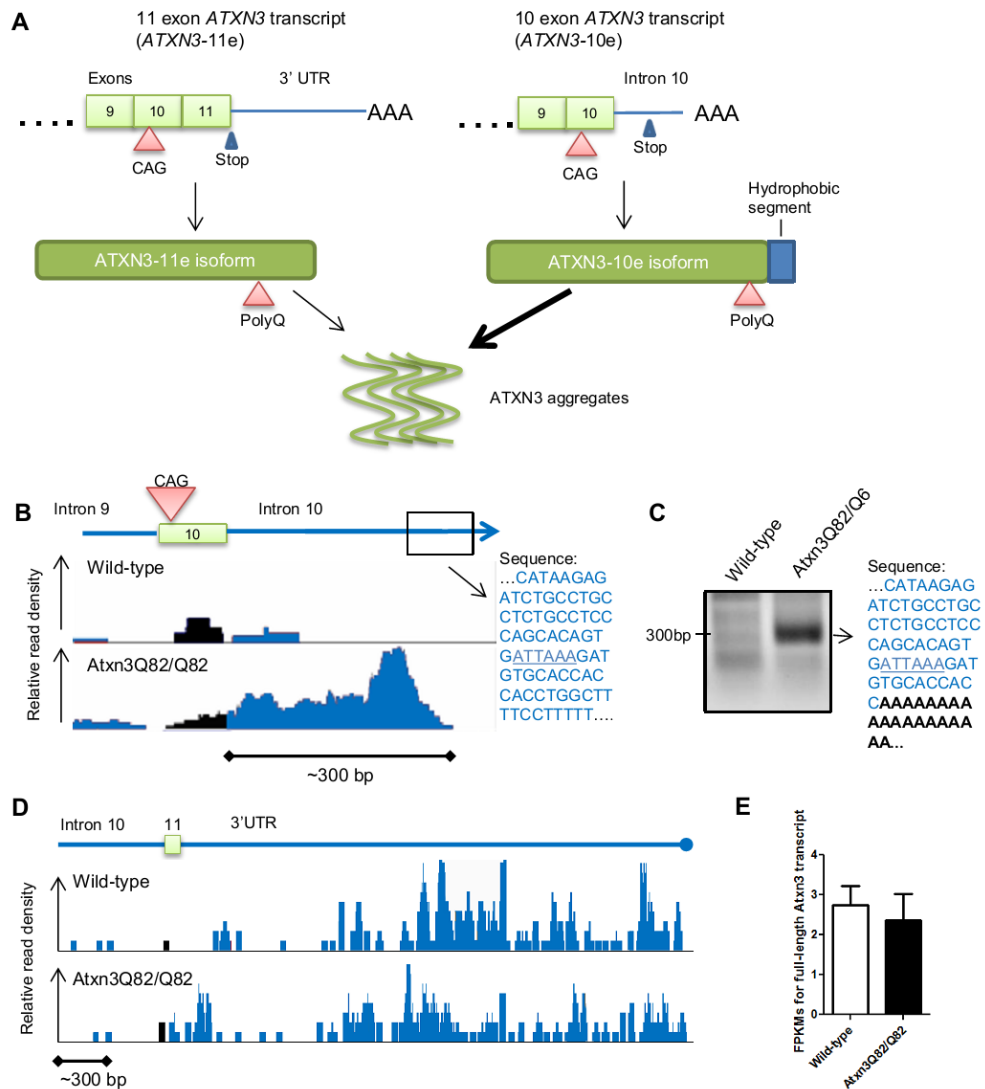 A
11 exon ATXN3 transcript
(ATXN3-11e)
Exons
3' UTR
9
10
11
AAA
CAG
Stop
ATXN3-11e isoform
PolyQ
10 exon ATXN3 transcript
(ATXN3-10e)
Intron 10
9
10
AAA
CAG
Stop
Hydrophobic
segment
ATXN3-10e isoform
PolyQ
ATXN3 aggregates
B
CAG
Intron 9
10
Intron 10
Relative read density
Wild-type
Atxn3Q82/Q82
~300 bp
Sequence:
...CATAAGAG
ATCTGCCTGC
CTCTGCCTCC
CAGCACAGT
GATTAAAGAT
GTGCACCAC
CACCTGGCTT
TTCCTTTTT....
C
Wild-type
Atxn3Q82/Q6
300bp
Sequence:
...CATAAGAG
ATCTGCCTGC
CTCTGCCTCC
CAGCACAGT
GATTAAAGAT
GTGCACCAC
CAAAAAAAA
AAAAAAAAA
AA...
D
Intron 10
11
3'UTR
Relative read density
Wild-type
Atxn3Q82/Q82
~300 bp
E
FPKMs for full-length Atxn3 transcript
4
3
2
1
0
Wild-type
Atxn3Q82/Q82